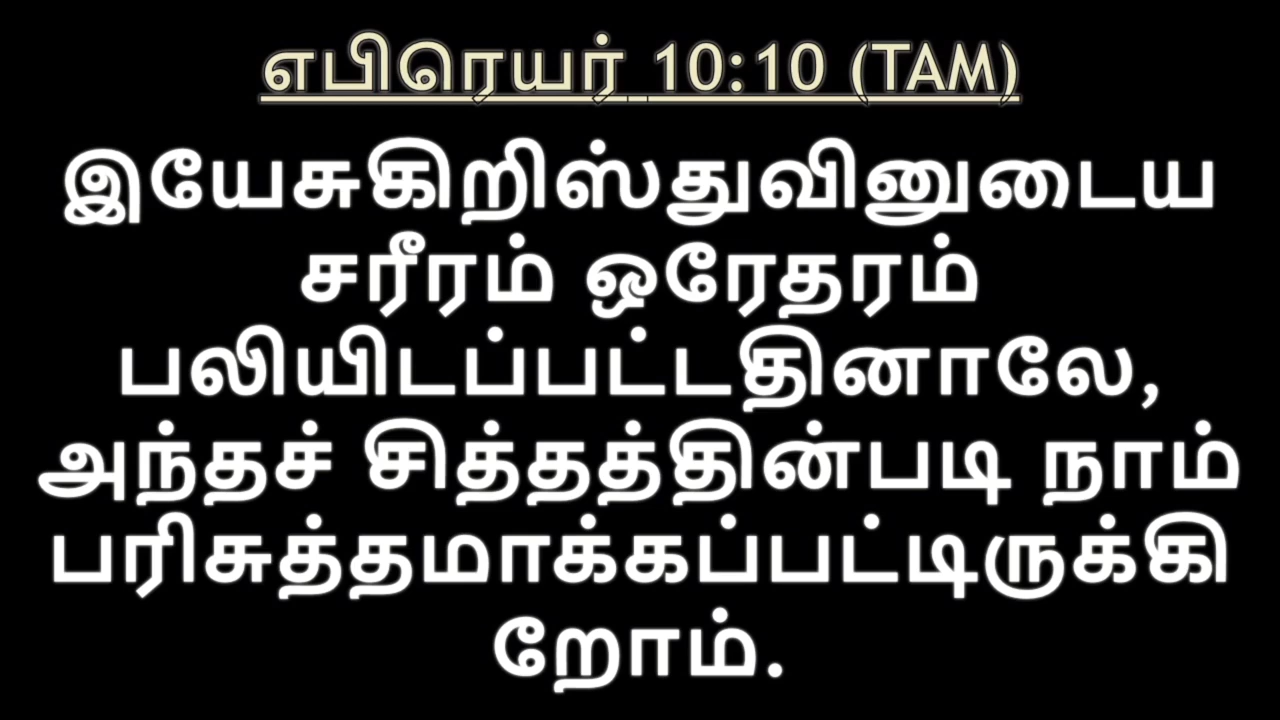 எபிரெயர் 10:10 (TAM)
இயேசுகிறிஸ்துவினுடைய
சரீரம் ஒரேதரம்
பலியிடப்பட்டதினாலே,
அந்தச் சித்தத்தின்படி நாம்
பரிசுத்தமாக்கப்பட்டிருக்கி
றோம்.